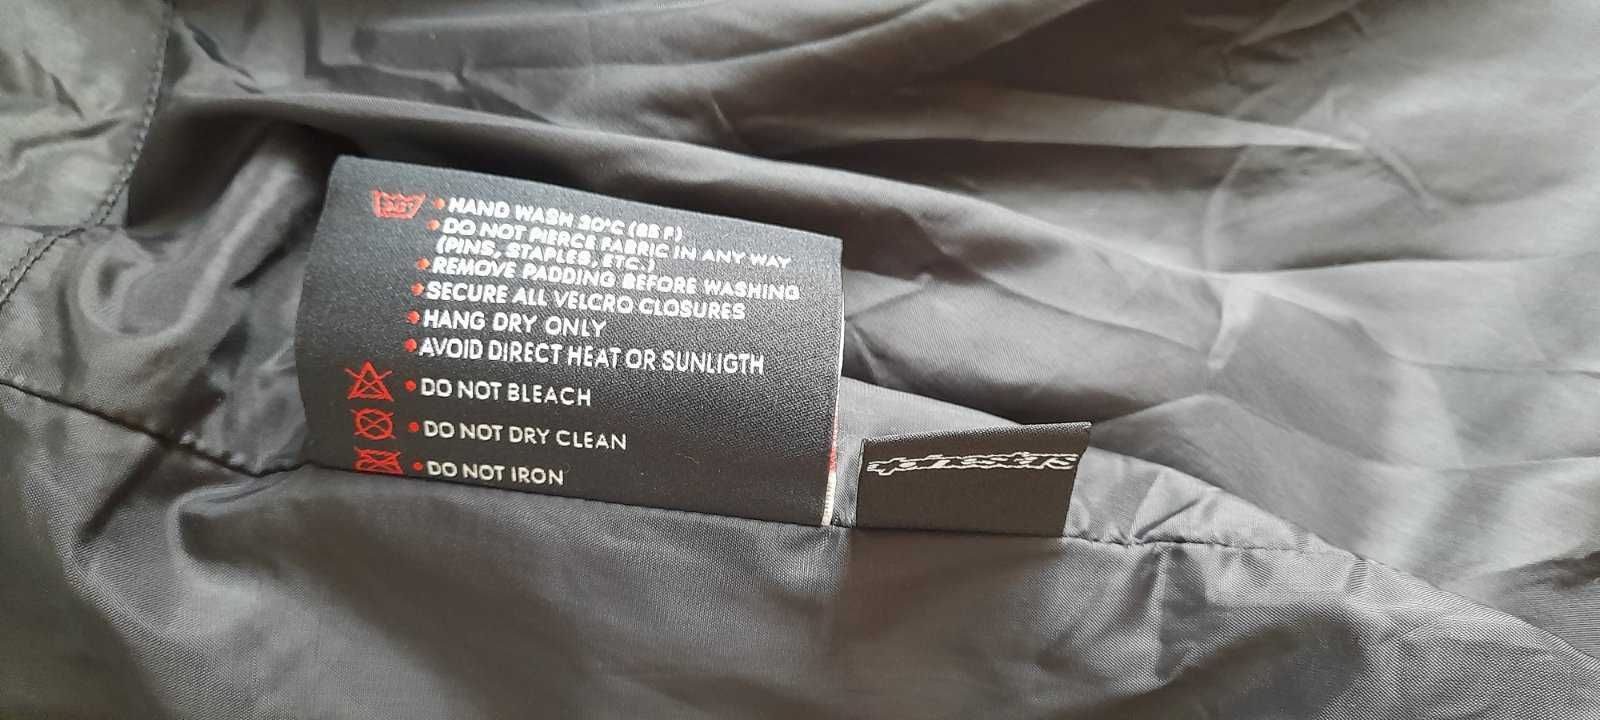 • HAND WASH 30°C (86 F)
• DO NOT PIERCE FABRIC IN ANY WAY
(PINS, STAPLES, ETC.)
• REMOVE PADDING BEFORE WASHING
• SECURE ALL VELCRO CLOSURES
• HANG DRY ONLY
• AVOID DIRECT HEAT OR SUNLIGTH
• DO NOT BLEACH
• DO NOT DRY CLEAN
• DO NOT IRON
alpinestars